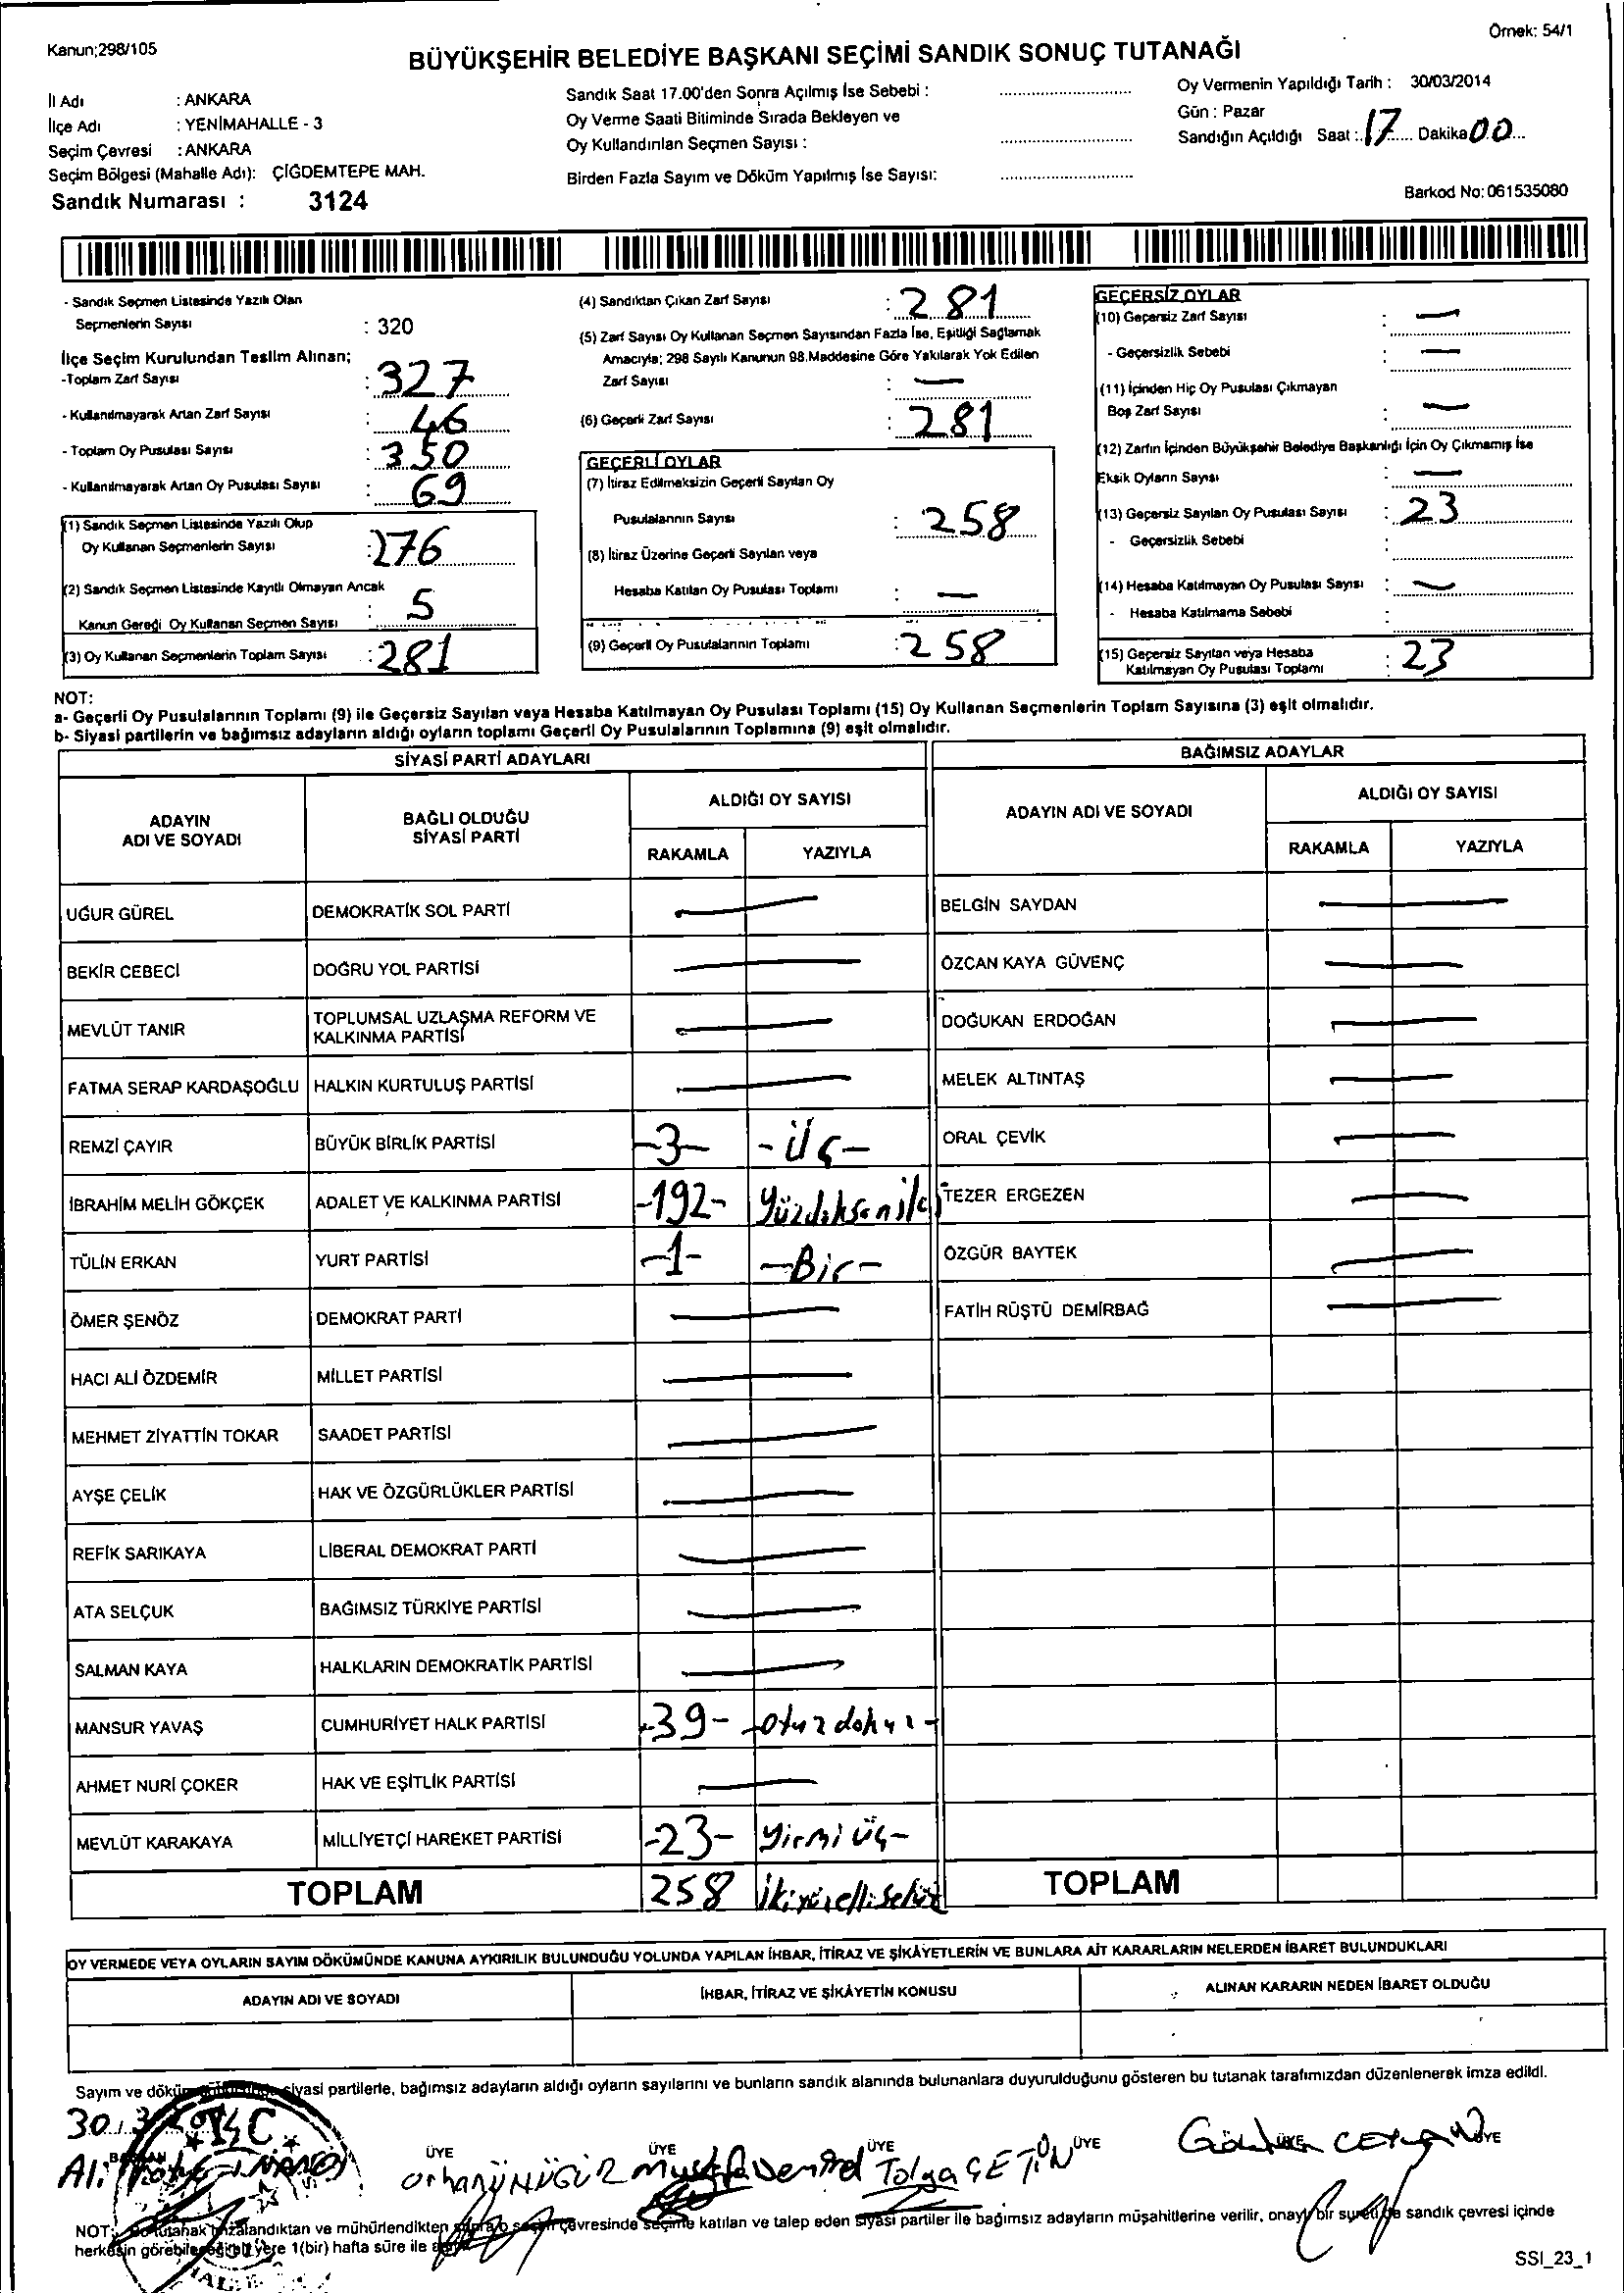 Kanun;298/105
Örnek: 54/1
BÜYÜKŞEHİR BELEDİYE BAŞKANI SEÇİMİ SANDIK SONUÇ TUTANAĞI
İl Adı : ANKARA
İlçe Adı : YENİMAHALLE - 3
Seçim Çevresi : ANKARA
Seçim Bölgesi (Mahalle Adı): ÇİĞDEMTEPE MAH.
Sandık Numarası : 3124
Sandık Saat 17.00'den Sonra Açılmış İse Sebebi :
Oy Verme Saati Bitiminde Sırada Bekleyen ve
Oy Kullandırılan Seçmen Sayısı :
Birden Fazla Sayım ve Döküm Yapılmış İse Sayısı:
Oy Vermenin Yapıldığı Tarih : 30/03/2014
Gün : Pazar
Sandığın Açıldığı Saat : 17 Dakika 00
Barkod No: 061535080
- Sandık Seçmen Listesinde Yazılı Olan
Seçmenlerin Sayısı : 320
İlçe Seçim Kurulundan Teslim Alınan;
-Toplam Zarf Sayısı : 327
- Kullanılmayarak Artan Zarf Sayısı : 46
- Toplam Oy Pusulası Sayısı : 350
- Kullanılmayarak Artan Oy Pusulası Sayısı : 69
(1) Sandık Seçmen Listesinde Yazılı Olup
Oy Kullanan Seçmenlerin Sayısı : 276
(2) Sandık Seçmen Listesinde Kayıtlı Olmayan Ancak
Kanun Gereği Oy Kullanan Seçmen Sayısı : 5
(3) Oy Kullanan Seçmenlerin Toplam Sayısı : 281
(4) Sandıktan Çıkan Zarf Sayısı : 281
(5) Zarf Sayısı Oy Kullanan Seçmen Sayısından Fazla İse, Eşitliği Sağlamak
Amacıyla; 298 Sayılı Kanunun 98.Maddesine Göre Yakılarak Yok Edilen
Zarf Sayısı : —
(6) Geçerli Zarf Sayısı : 281
GEÇERLİ OYLAR
(7) İtiraz Edilmeksizin Geçerli Sayılan Oy
Pusulalarının Sayısı : 258
(8) İtiraz Üzerine Geçerli Sayılan veya
Hesaba Katılan Oy Pusulası Toplamı : —
(9) Geçerli Oy Pusulalarının Toplamı : 258
GEÇERSİZ OYLAR
(10) Geçersiz Zarf Sayısı : —
- Geçersizlik Sebebi : —
(11) İçinden Hiç Oy Pusulası Çıkmayan
Boş Zarf Sayısı : —
(12) Zarfın İçinden Büyükşehir Belediye Başkanlığı İçin Oy Çıkmamış İse
Eksik Oyların Sayısı : —
(13) Geçersiz Sayılan Oy Pusulası Sayısı : 23
- Geçersizlik Sebebi :
(14) Hesaba Katılmayan Oy Pusulası Sayısı : —
- Hesaba Katılmama Sebebi :
(15) Geçersiz Sayılan veya Hesaba
Katılmayan Oy Pusulası Toplamı : 23
NOT:
a- Geçerli Oy Pusulalarının Toplamı (9) ile Geçersiz Sayılan veya Hesaba Katılmayan Oy Pusulası Toplamı (15) Oy Kullanan Seçmenlerin Toplam Sayısına (3) eşit olmalıdır.
b- Siyasi partilerin ve bağımsız adayların aldığı oyların toplamı Geçerli Oy Pusulalarının Toplamına (9) eşit olmalıdır.
SİYASİ PARTİ ADAYLARI
ADAYIN ADI VE SOYADI
BAĞLI OLDUĞU SİYASİ PARTİ
ALDIĞI OY SAYISI
RAKAMLA YAZIYLA
UĞUR GÜREL DEMOKRATİK SOL PARTİ —
BEKİR CEBECİ DOĞRU YOL PARTİSİ —
MEVLÜT TANIR TOPLUMSAL UZLAŞMA REFORM VE KALKINMA PARTİSİ —
FATMA SERAP KARDAŞOĞLU HALKIN KURTULUŞ PARTİSİ —
REMZİ ÇAYIR BÜYÜK BİRLİK PARTİSİ -3- -üç-
İBRAHİM MELİH GÖKÇEK ADALET VE KALKINMA PARTİSİ -192- Yüzdoksaniki
TÜLİN ERKAN YURT PARTİSİ -1- -Bir-
ÖMER ŞENÖZ DEMOKRAT PARTİ —
HACI ALİ ÖZDEMİR MİLLET PARTİSİ —
MEHMET ZİYATTİN TOKAR SAADET PARTİSİ —
AYŞE ÇELİK HAK VE ÖZGÜRLÜKLER PARTİSİ —
REFİK SARIKAYA LİBERAL DEMOKRAT PARTİ —
ATA SELÇUK BAĞIMSIZ TÜRKİYE PARTİSİ —
SALMAN KAYA HALKLARIN DEMOKRATİK PARTİSİ —
MANSUR YAVAŞ CUMHURİYET HALK PARTİSİ -39- -otuzdokuz-
AHMET NURİ ÇOKER HAK VE EŞİTLİK PARTİSİ —
MEVLÜT KARAKAYA MİLLİYETÇİ HAREKET PARTİSİ -23- Yirmi üç-
TOPLAM 258 ikiyüzellisekiz
BAĞIMSIZ ADAYLAR
ADAYIN ADI VE SOYADI
ALDIĞI OY SAYISI
RAKAMLA YAZIYLA
BELGİN SAYDAN —
ÖZCAN KAYA GÜVENÇ —
DOĞUKAN ERDOĞAN —
MELEK ALTINTAŞ —
ORAL ÇEVİK —
TEZER ERGEZEN —
ÖZGÜR BAYTEK —
FATİH RÜŞTÜ DEMİRBAĞ —
TOPLAM
OY VERMEDE VEYA OYLARIN SAYIM DÖKÜMÜNDE KANUNA AYKIRILIK BULUNDUĞU YOLUNDA YAPILAN İHBAR, İTİRAZ VE ŞİKÂYETLERİN VE BUNLARA AİT KARARLARIN NELERDEN İBARET BULUNDUKLARI
ADAYIN ADI VE SOYADI
İHBAR, İTİRAZ VE ŞİKÂYETİN KONUSU
ALINAN KARARIN NEDEN İBARET OLDUĞU
Sayım ve döküm siyasi partilerle, bağımsız adayların aldığı oyların sayılarını ve bunların sandık alanında bulunanlara duyurulduğunu gösteren bu tutanak tarafımızdan düzenlenerek imza edildi.
30.3.2014
T.C
BAŞKAN ÜYE ÜYE ÜYE ÜYE ÜYE ÜYE
Ali Orhan ÜNÜGÜR Mustafa Demirel Tolga ÇETİN Gökhan CEYLAN
NOT: Bu tutanak imzalandıktan ve mühürlendikten sonra o seçim çevresinde seçime katılan ve talep eden siyasi partiler ile bağımsız adayların müşahitlerine verilir, onaylı bir sureti de sandık çevresi içinde
herkesin görebileceği bir yere 1(bir) hafta süre ile
SSI_23_1